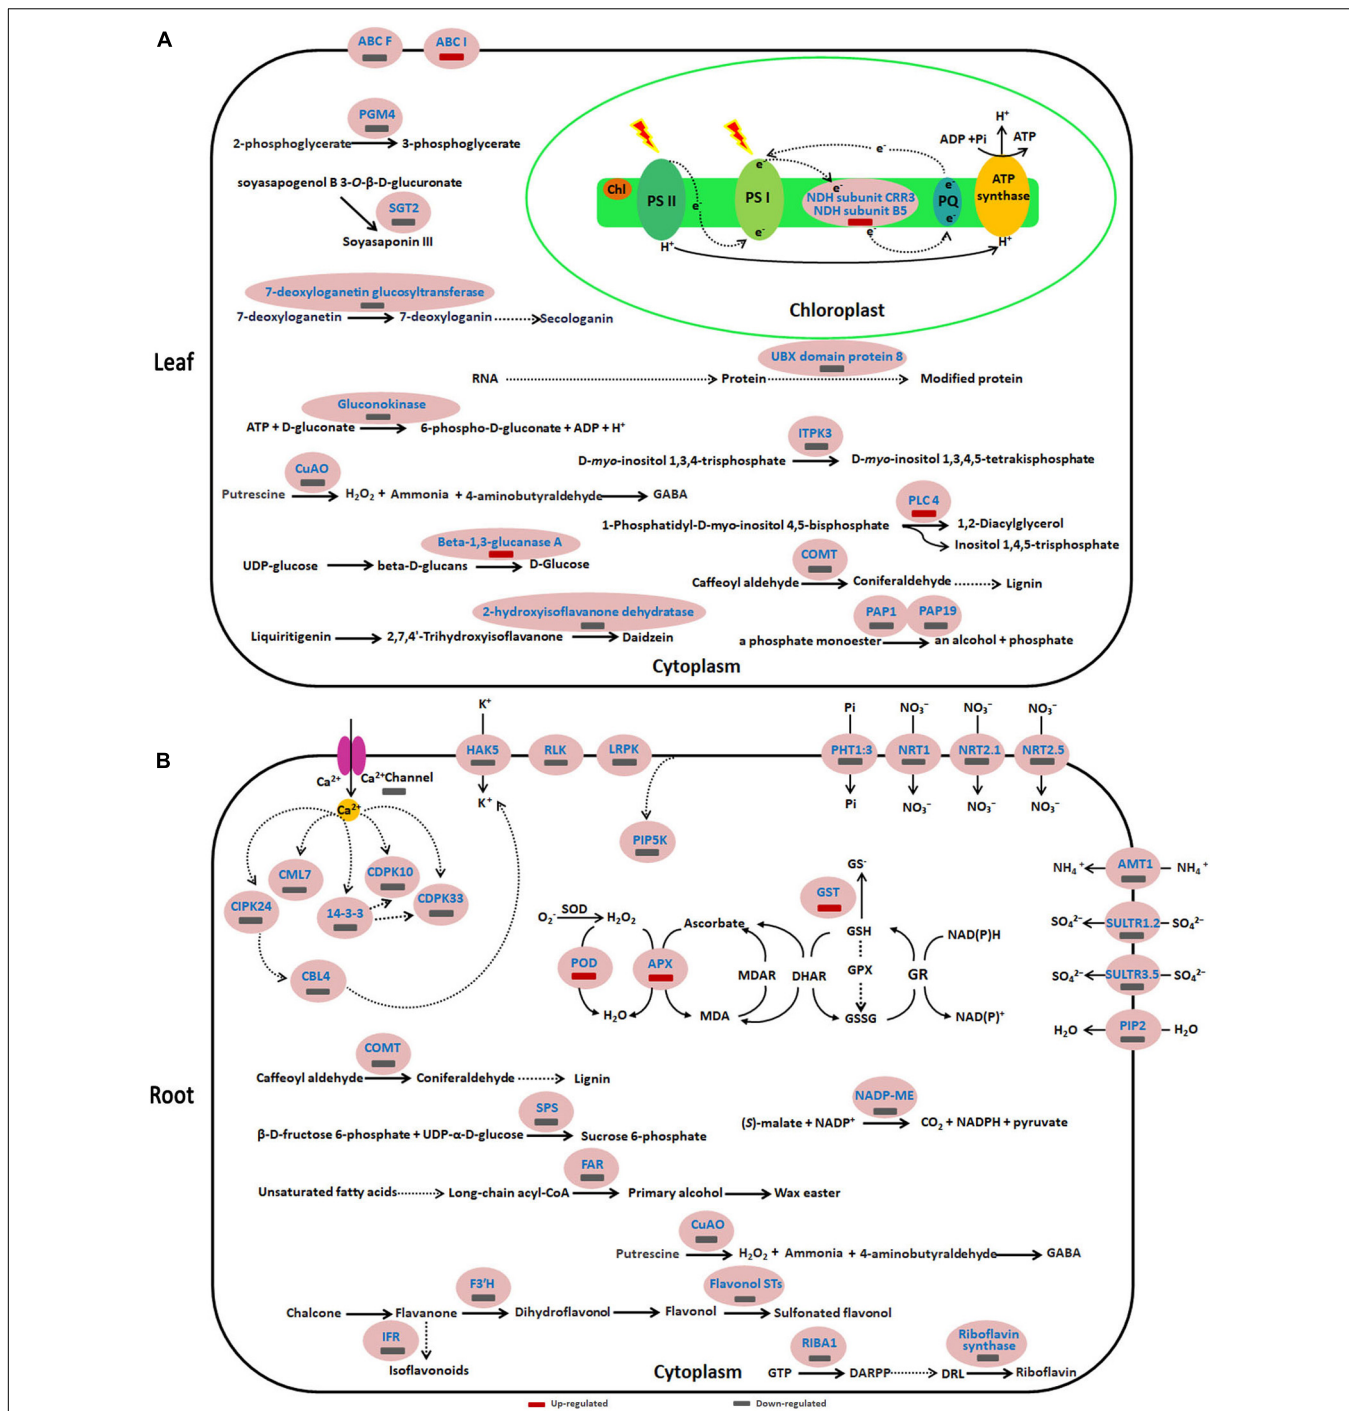 A
ABC F
ABC I
PGM4
2-phosphoglycerate
3-phosphoglycerate
soyasapogenol B 3-O-β-D-glucuronate
SGT2
Soyasaponin III
7-deoxyloganetin glucosyltransferase
7-deoxyloganetin
7-deoxyloganin
Secologanin
Chl
PS II
PS I
NDH subunit CRR3
NDH subunit B5
PQ
ATP
synthase
ADP +Pi
ATP
H⁺
H⁺
H⁺
e⁻
e⁻
e⁻
e⁻
e⁻
e⁻
e⁻
e⁻
Chloroplast
Leaf
UBX domain protein 8
RNA
Protein
Modified protein
Gluconokinase
ATP + D-gluconate
6-phospho-D-gluconate + ADP + H⁺
ITPK3
D-myo-inositol 1,3,4-trisphosphate
D-myo-inositol 1,3,4,5-tetrakisphosphate
CuAO
Putrescine
H₂O₂ + Ammonia + 4-aminobutyraldehyde
GABA
PLC 4
1-Phosphatidyl-D-myo-inositol 4,5-bisphosphate
1,2-Diacylglycerol
Inositol 1,4,5-trisphosphate
Beta-1,3-glucanase A
UDP-glucose
beta-D-glucans
D-Glucose
COMT
Caffeoyl aldehyde
Coniferaldehyde
Lignin
2-hydroxyisoflavanone dehydratase
Liquiritigenin
2,7,4'-Trihydroxyisoflavanone
Daidzein
PAP1
PAP19
a phosphate monoester
an alcohol + phosphate
Cytoplasm
B
K⁺
Pi
NO₃⁻
NO₃⁻
NO₃⁻
HAK5
RLK
LRPK
PHT1:3
NRT1
NRT2.1
NRT2.5
Ca²⁺
Ca²⁺Channel
K⁺
Pi
NO₃⁻
NO₃⁻
NO₃⁻
Ca²⁺
PIP5K
CML7
CDPK10
CDPK33
CIPK24
14-3-3
CBL4
NH₄⁺
AMT1
NH₄⁺
SO₄²⁻
SULTR1.2
SO₄²⁻
SO₄²⁻
SULTR3.5
SO₄²⁻
H₂O
PIP2
H₂O
GS⁻
GST
O₂⁻
SOD
H₂O₂
Ascorbate
GSH
NAD(P)H
POD
APX
MDAR
DHAR
GPX
GR
H₂O
MDA
GSSG
NAD(P)⁺
Root
COMT
Caffeoyl aldehyde
Coniferaldehyde
Lignin
NADP-ME
(S)-malate + NADP⁺
CO₂ + NADPH + pyruvate
SPS
β-D-fructose 6-phosphate + UDP-α-D-glucose
Sucrose 6-phosphate
FAR
Unsaturated fatty acids
Long-chain acyl-CoA
Primary alcohol
Wax easter
CuAO
Putrescine
H₂O₂ + Ammonia + 4-aminobutyraldehyde
GABA
F3'H
Flavonol STs
Chalcone
Flavanone
Dihydroflavonol
Flavonol
Sulfonated flavonol
IFR
Isoflavonoids
RIBA1
Riboflavin
synthase
GTP
DARPP
DRL
Riboflavin
Cytoplasm
Up-regulated
Down-regulated